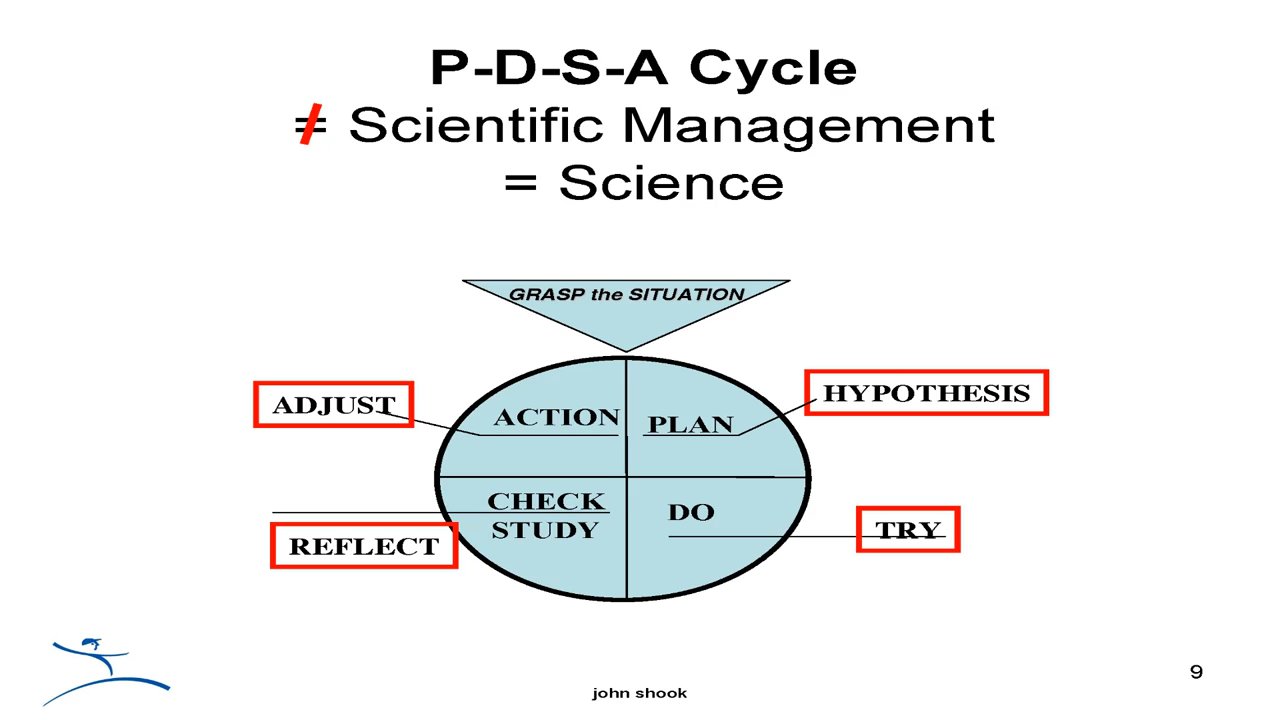 P-D-S-A Cycle
≠ Scientific Management
= Science
GRASP the SITUATION
ADJUST
ACTION
PLAN
HYPOTHESIS
CHECK
STUDY
DO
TRY
REFLECT
john shook
9